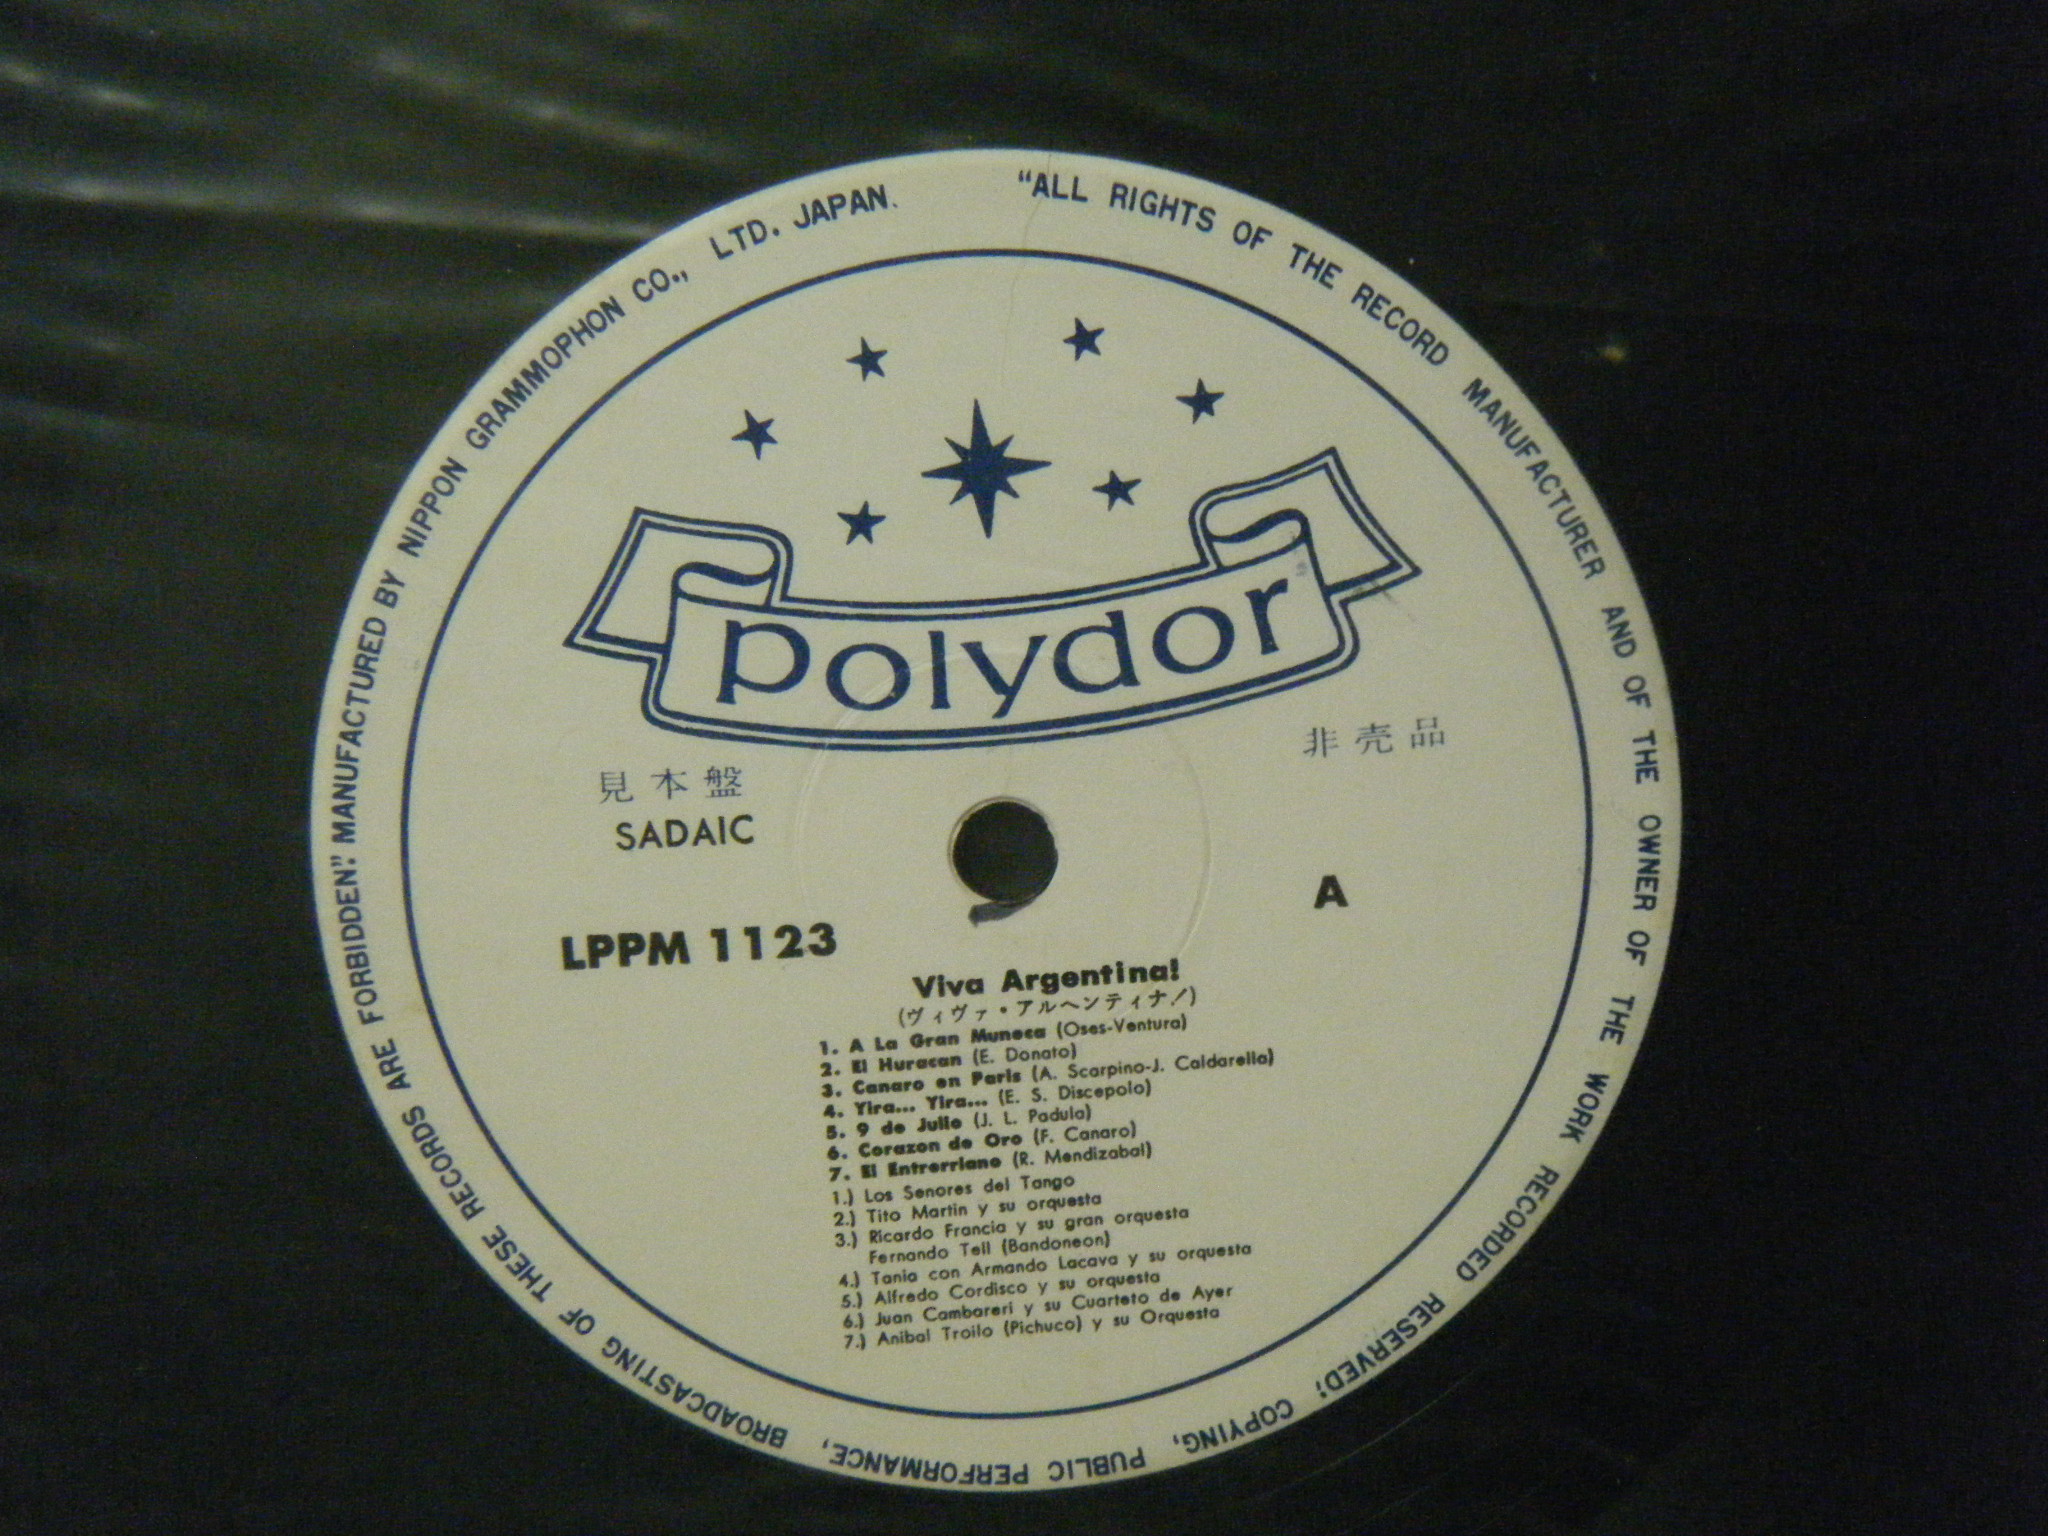 "ALL RIGHTS OF THE RECORD MANUFACTURER AND OF THE OWNER OF THE WORK RECORDED RESERVED; COPYING, PUBLIC PERFORMANCE, BROADCASTING OF THESE RECORDS ARE FORBIDDEN." MANUFACTURED BY NIPPON GRAMMOPHON CO., LTD. JAPAN.
polydor
見本盤
非売品
SADAIC
A
LPPM 1123
Viva Argentina!
(ヴィヴァ・アルヘンティナ!)
1. A La Gran Muneca (Oses-Ventura)
2. El Huracan (E. Donato)
3. Canaro en Paris (A. Scarpino-J. Caldarella)
4. Yira... Yira... (E. S. Discepolo)
5. 9 de Julio (J. L. Padula)
6. Corazon de Oro (F. Canaro)
7. El Entrerriano (R. Mendizabal)
1.) Los Senores del Tango
2.) Tito Martin y su orquesta
3.) Ricardo Francia y su gran orquesta
Fernando Tell (Bandoneon)
4.) Tania con Armando Lacava y su orquesta
5.) Alfredo Cordisco y su orquesta
6.) Juan Cambareri y su Cuarteto de Ayer
7.) Anibal Troilo (Pichuco) y su Orquesta